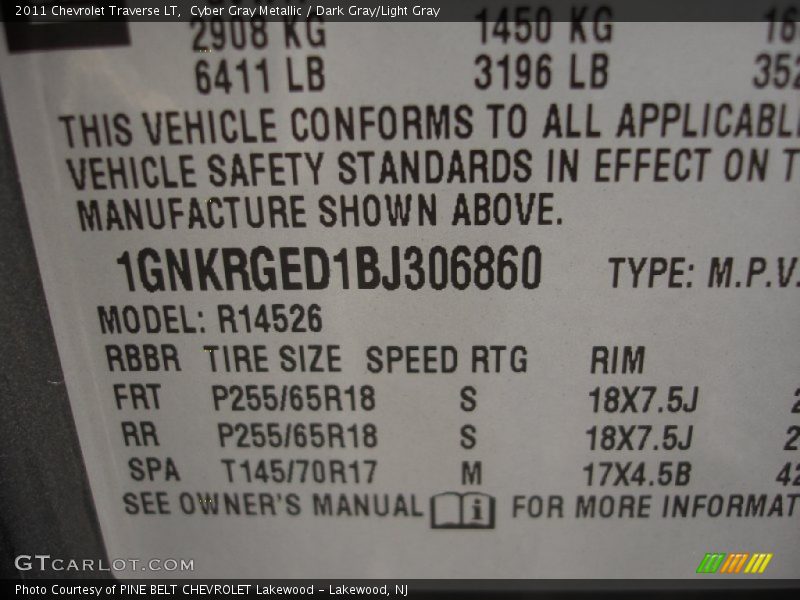 2011 Chevrolet Traverse LT, Cyber Gray Metallic / Dark Gray/Light Gray
2908 KG 1450 KG
6411 LB 3196 LB 352
THIS VEHICLE CONFORMS TO ALL APPLICABL
VEHICLE SAFETY STANDARDS IN EFFECT ON T
MANUFACTURE SHOWN ABOVE.
1GNKRGED1BJ306860 TYPE: M.P.V.
MODEL: R14526
RBBR TIRE SIZE SPEED RTG RIM
FRT P255/65R18 S 18X7.5J 2
RR P255/65R18 S 18X7.5J 2
SPA T145/70R17 M 17X4.5B 42
SEE OWNER'S MANUAL i FOR MORE INFORMAT
GTCARLOT.COM
Photo Courtesy of PINE BELT CHEVROLET Lakewood - Lakewood, NJ